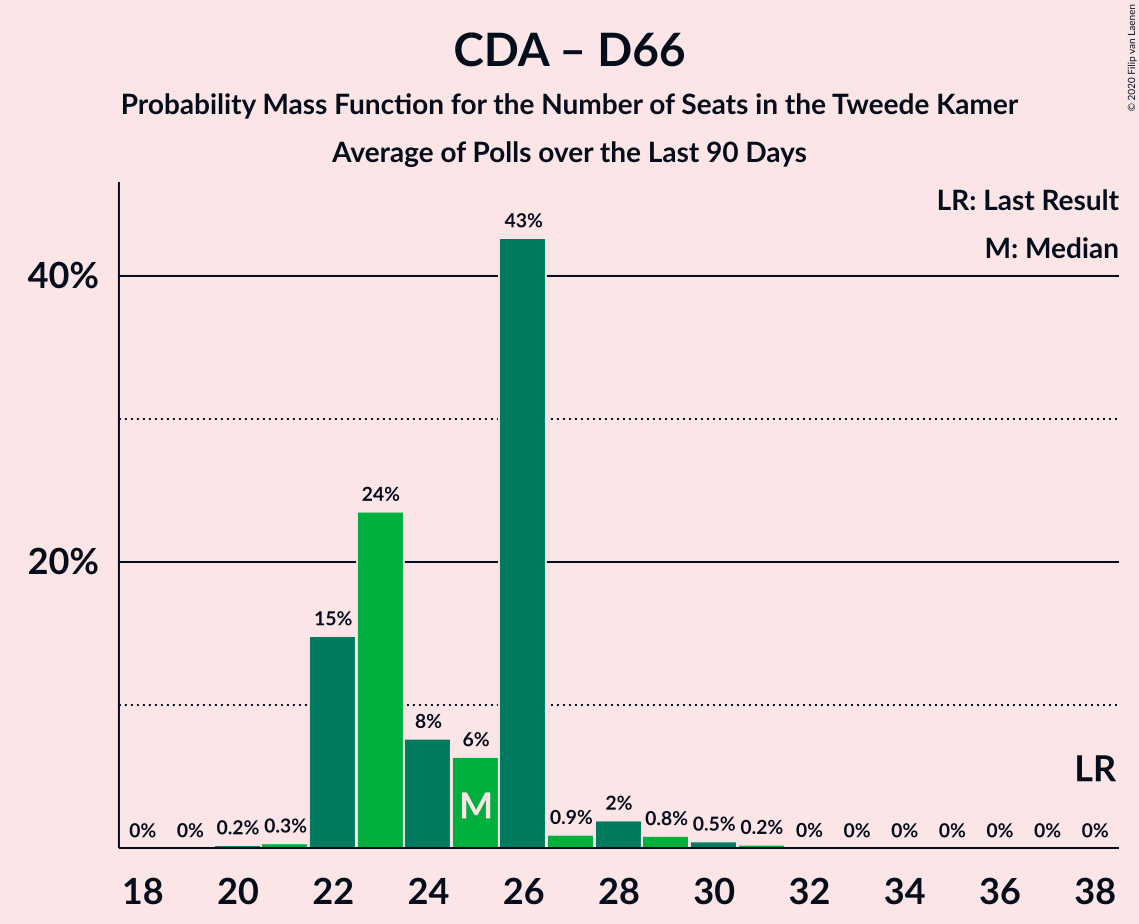 CDA – D66
Probability Mass Function for the Number of Seats in the Tweede Kamer
Average of Polls over the Last 90 Days
© 2020 Filip van Laenen
LR: Last Result
M: Median
43%
40%
24%
20%
15%
8%
6%
LR
M
0% 0% 0.2% 0.3% 0.9% 2% 0.8% 0.5% 0.2% 0% 0% 0% 0% 0% 0% 0%
18 20 22 24 26 28 30 32 34 36 38